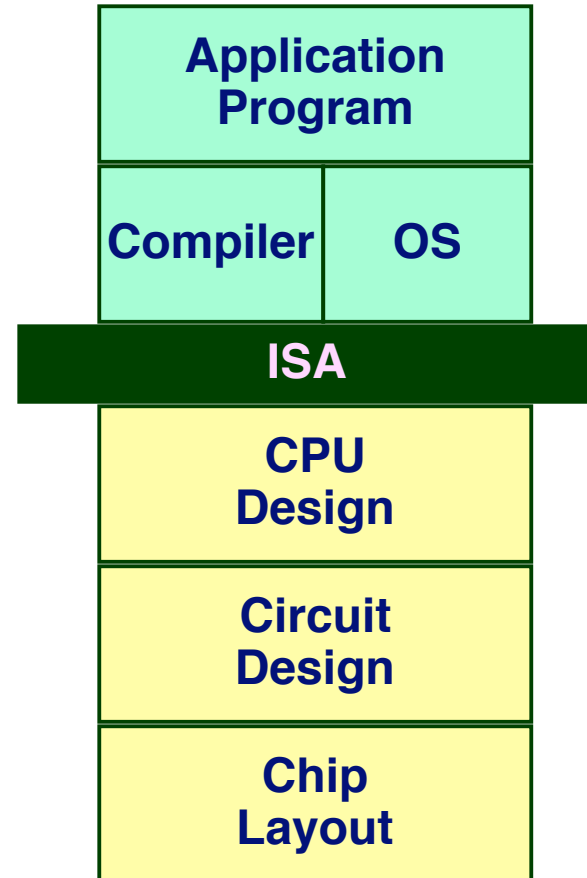 Application
Program
Compiler
OS
ISA
CPU
Design
Circuit
Design
Chip
Layout